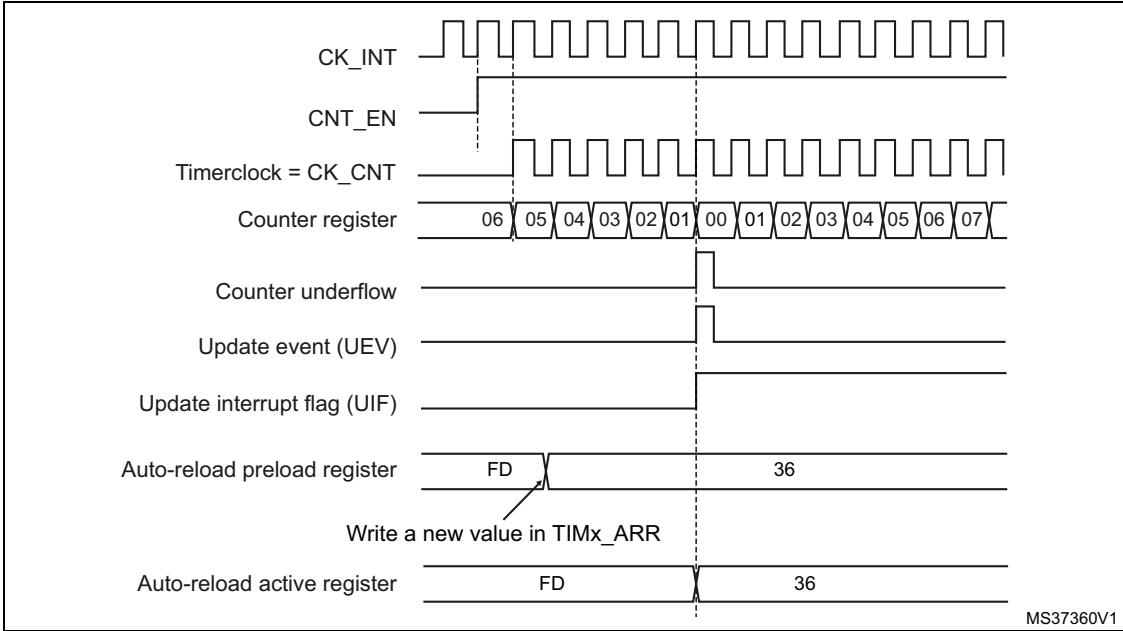 CK_INT
CNT_EN
Timerclock = CK_CNT
Counter register 06 05 04 03 02 01 00 01 02 03 04 05 06 07
Counter underflow
Update event (UEV)
Update interrupt flag (UIF)
Auto-reload preload register FD 36
Write a new value in TIMx_ARR
Auto-reload active register FD 36
MS37360V1